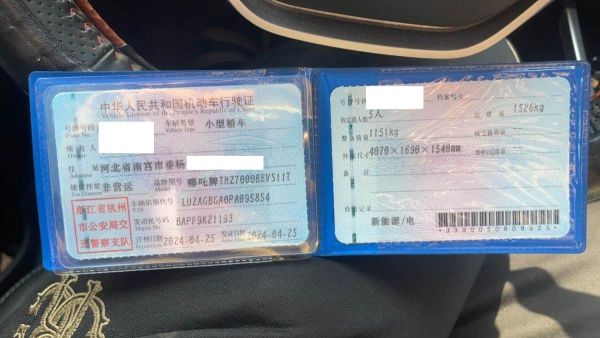 中华人民共和国机动车行驶证
Vehicle License of the People's Republic of China
号牌号码
Plate No.
车辆类型 小型轿车
Vehicle Type
所有人
Owner
住址 河北省南宫市垂杨
Address
使用性质 非营运
Use Character
品牌型号 哪吒牌THZ7000BEVS11T
Model
浙江省杭州
市公安局交
通警察支队
车辆识别代号 LUZAGBGA0PA095854
VIN
发动机号码 BAPF9KZ1193
Engine No.
注册日期 2024-04-25
Register Date
发证日期 2024-04-25
Issue Date
号牌号码
档案编号
核定载人数 5人
总质量 1526kg
整备质量 1151kg
核定载质量
外廓尺寸 4070×1690×1540mm
准牵引总质量
备注
检验记录
新能源/电
*3390050609925*